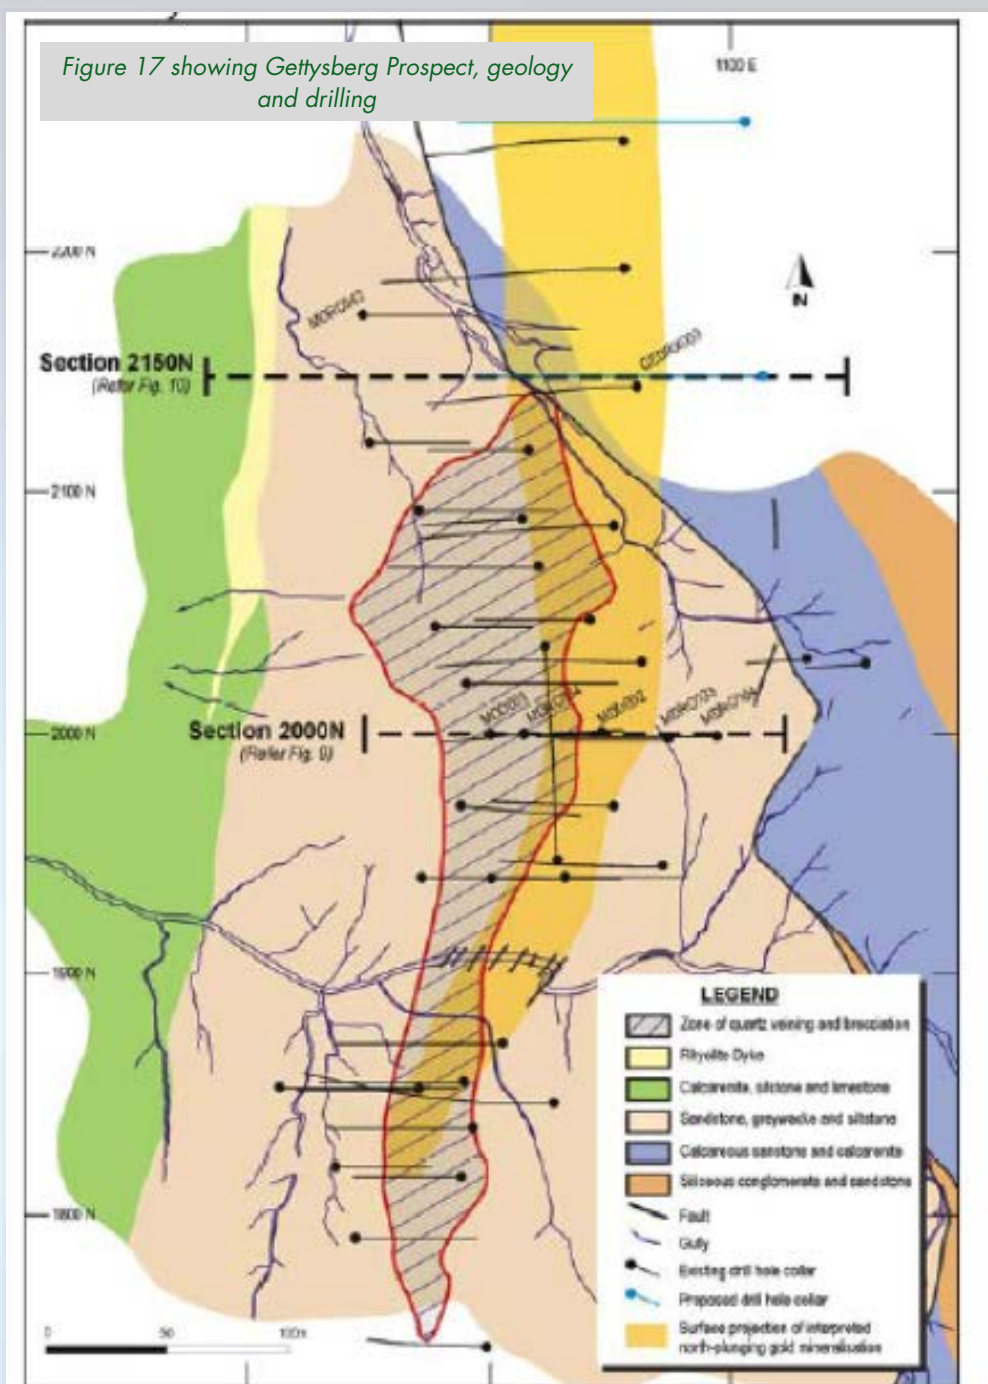 Figure 17 showing Gettysberg Prospect, geology
and drilling
1100 E
2200 N
N
Section 2150N
(Refer Fig. 10)
2100 N
2000 N
Section 2000N
(Refer Fig. 9)
1900 N
1800 N
0 50 100m
LEGEND
Zone of quartz veining and brecciation
Rhyolite Dyke
Calcarenite, siltstone and limestone
Sandstone, greywacke and siltstone
Calcareous sanstone and calcarenite
Siliceous conglomerate and sandstone
Fault
Gully
Existing drill hole collar
Proposed drill hole collar
Surface projection of interpreted
north-plunging gold mineralisation